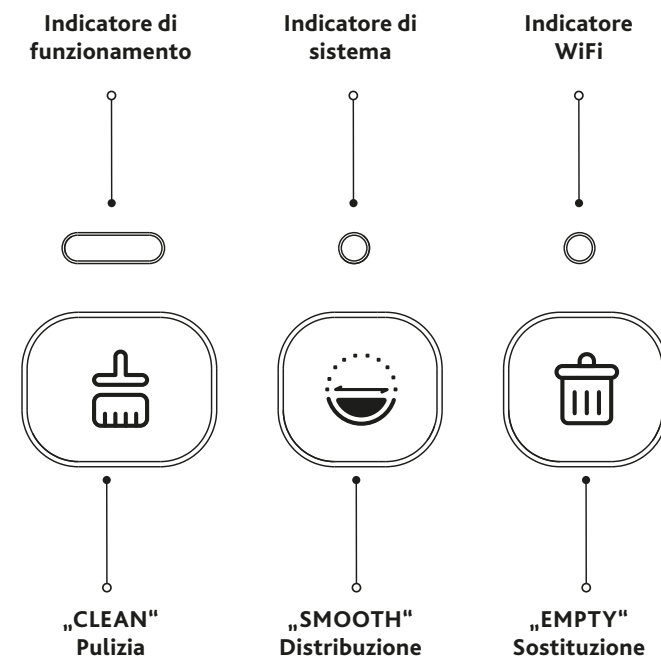 Indicatore di
funzionamento
Indicatore di
sistema
Indicatore
WiFi
„CLEAN“
Pulizia
„SMOOTH“
Distribuzione
„EMPTY“
Sostituzione